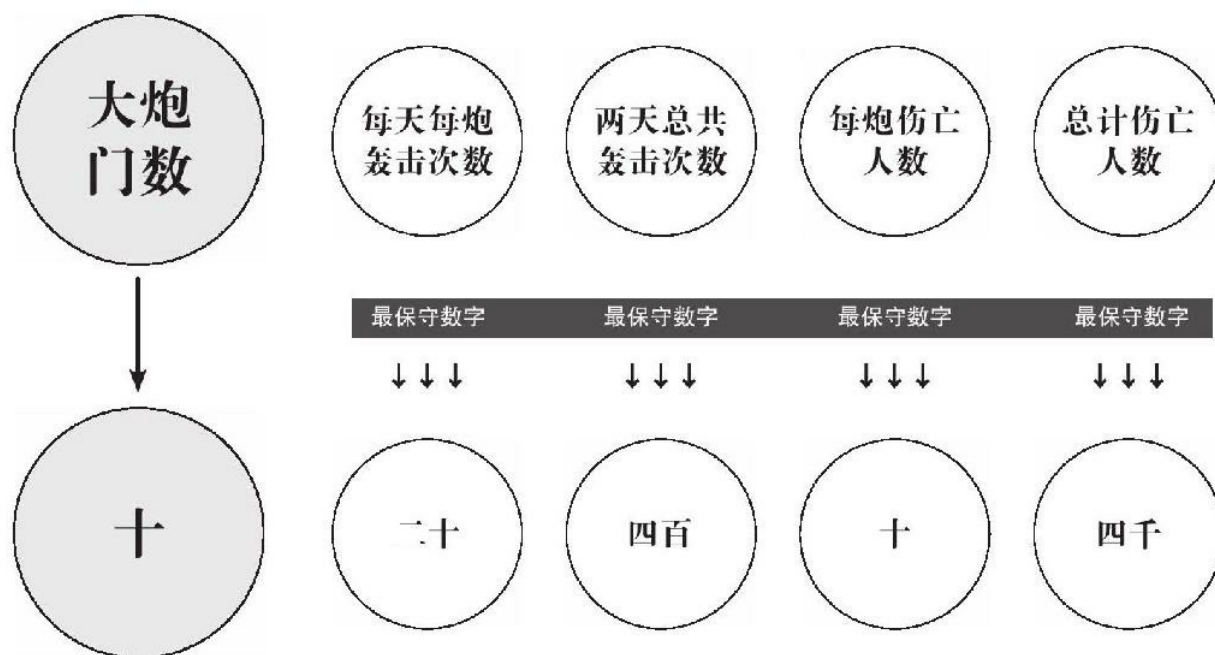 大炮
门数
每天每炮
轰击次数
两天总共
轰击次数
每炮伤亡
人数
总计伤亡
人数
最保守数字
最保守数字
最保守数字
最保守数字
↓↓↓
↓↓↓
↓↓↓
↓↓↓
十
二十
四百
十
四千